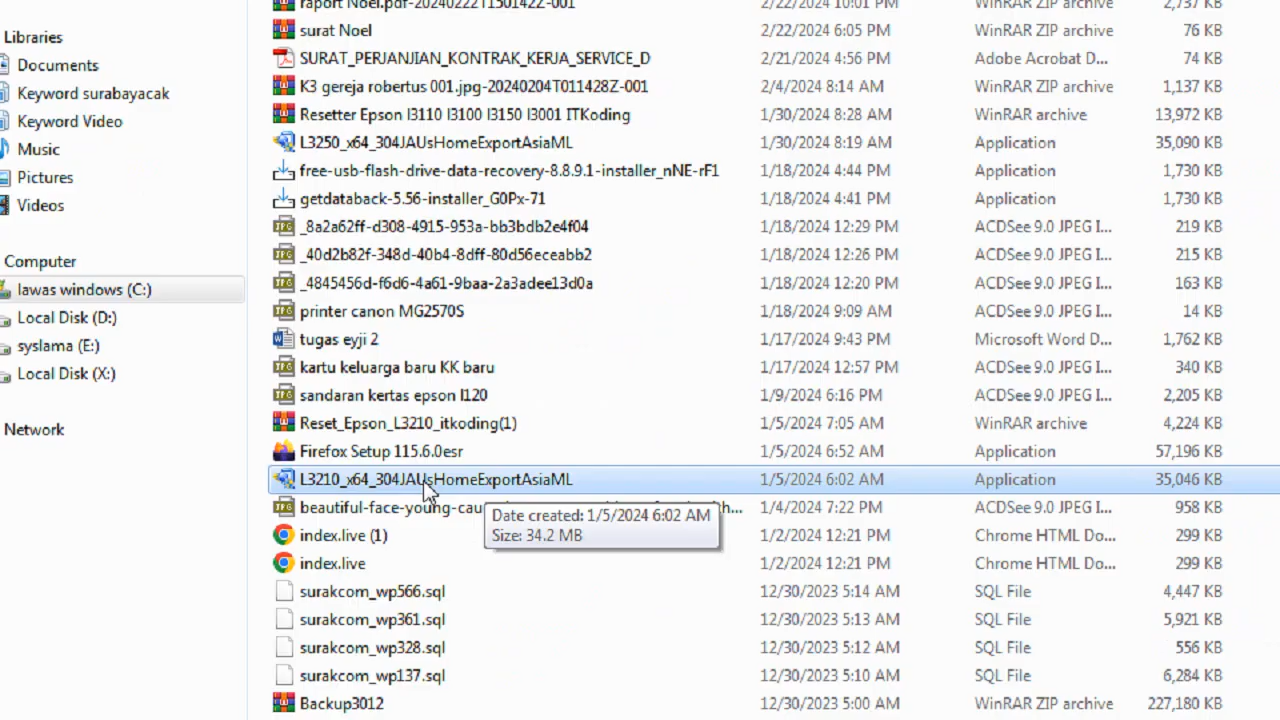 raport Noel.pdf-20240222T150142Z-001 2/22/2024 10:01 PM WinRAR ZIP archive 2,737 KB
Libraries
surat Noel 2/22/2024 6:05 PM WinRAR ZIP archive 76 KB
Documents
SURAT_PERJANJIAN_KONTRAK_KERJA_SERVICE_D 2/21/2024 4:56 PM Adobe Acrobat D... 74 KB
Keyword surabayacak
K3 gereja robertus 001.jpg-20240204T011428Z-001 2/4/2024 8:14 AM WinRAR ZIP archive 1,137 KB
Keyword Video
Resetter Epson l3110 l3100 l3150 l3001 ITKoding 1/30/2024 8:28 AM WinRAR archive 13,972 KB
Music
L3250_x64_304JAUsHomeExportAsiaML 1/30/2024 8:19 AM Application 35,090 KB
Pictures
free-usb-flash-drive-data-recovery-8.8.9.1-installer_nNE-rF1 1/18/2024 4:44 PM Application 1,730 KB
Videos
getdataback-5.56-installer_G0Px-71 1/18/2024 4:41 PM Application 1,730 KB
_8a2a62ff-d308-4915-953a-bb3bdb2e4f04 1/18/2024 12:29 PM ACDSee 9.0 JPEG I... 219 KB
Computer
_40d2b82f-348d-40b4-8dff-80d56eceabb2 1/18/2024 12:26 PM ACDSee 9.0 JPEG I... 215 KB
lawas windows (C:)
_4845456d-f6d6-4a61-9baa-2a3adee13d0a 1/18/2024 12:20 PM ACDSee 9.0 JPEG I... 163 KB
Local Disk (D:)
printer canon MG2570S 1/18/2024 9:09 AM ACDSee 9.0 JPEG I... 14 KB
syslama (E:)
tugas eyji 2 1/17/2024 9:43 PM Microsoft Word D... 1,762 KB
Local Disk (X:)
kartu keluarga baru KK baru 1/17/2024 12:57 PM ACDSee 9.0 JPEG I... 340 KB
sandaran kertas epson l120 1/9/2024 6:16 PM ACDSee 9.0 JPEG I... 2,205 KB
Network
Reset_Epson_L3210_itkoding(1) 1/5/2024 7:05 AM WinRAR archive 4,224 KB
Firefox Setup 115.6.0esr 1/5/2024 6:52 AM Application 57,196 KB
L3210_x64_304JAUsHomeExportAsiaML 1/5/2024 6:02 AM Application 35,046 KB
beautiful-face-young-cau h... 1/4/2024 7:22 PM ACDSee 9.0 JPEG I... 958 KB
Date created: 1/5/2024 6:02 AM
Size: 34.2 MB
index.live (1) 1/2/2024 12:21 PM Chrome HTML Do... 299 KB
index.live 1/2/2024 12:21 PM Chrome HTML Do... 299 KB
surakcom_wp566.sql 12/30/2023 5:14 AM SQL File 4,447 KB
surakcom_wp361.sql 12/30/2023 5:13 AM SQL File 5,921 KB
surakcom_wp328.sql 12/30/2023 5:12 AM SQL File 556 KB
surakcom_wp137.sql 12/30/2023 5:10 AM SQL File 6,284 KB
Backup3012 12/30/2023 5:00 AM WinRAR ZIP archive 227,180 KB